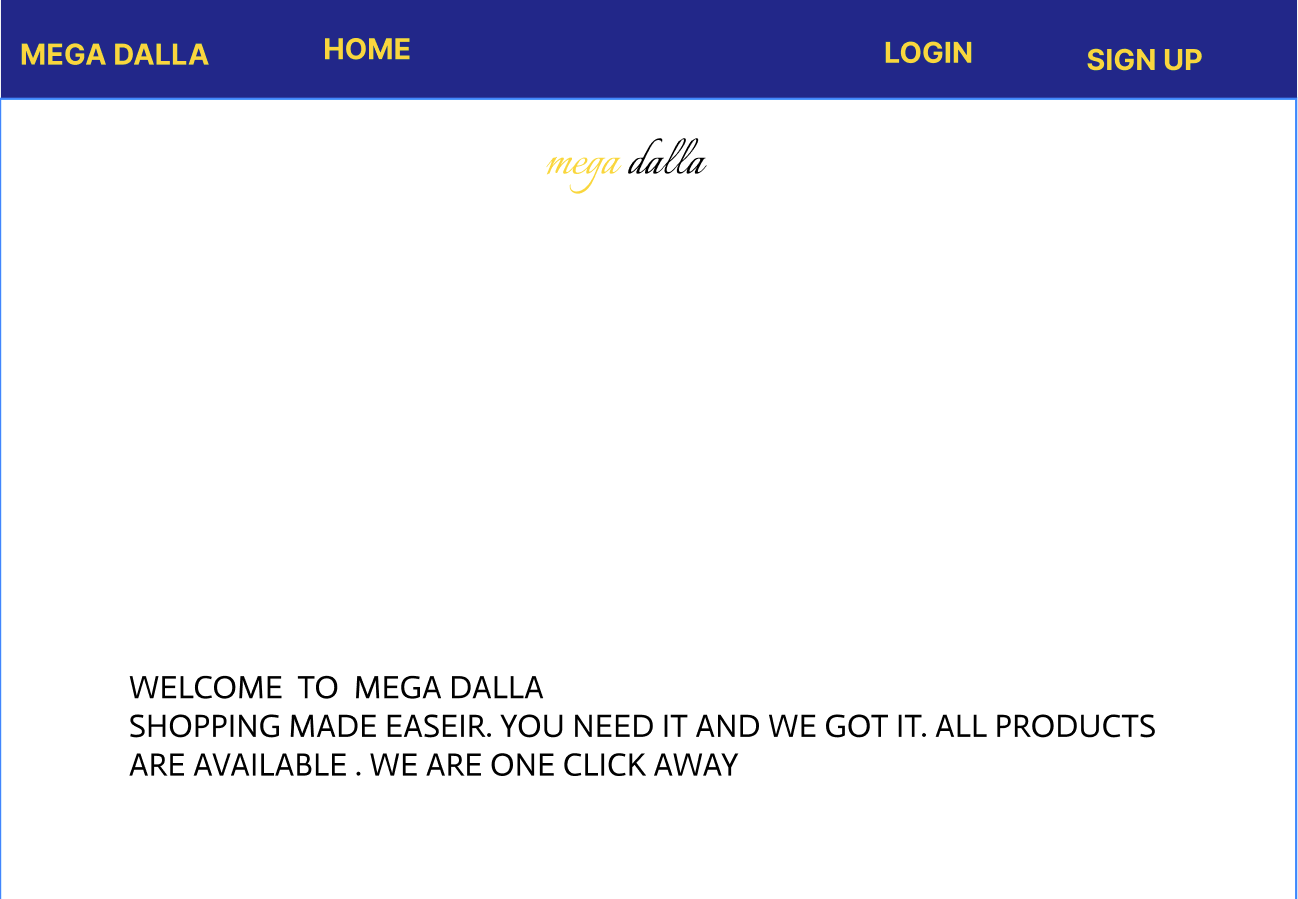 MEGA DALLA HOME LOGIN SIGN UP
mega dalla
WELCOME  TO  MEGA DALLA
SHOPPING MADE EASEIR. YOU NEED IT AND WE GOT IT. ALL PRODUCTS
ARE AVAILABLE . WE ARE ONE CLICK AWAY